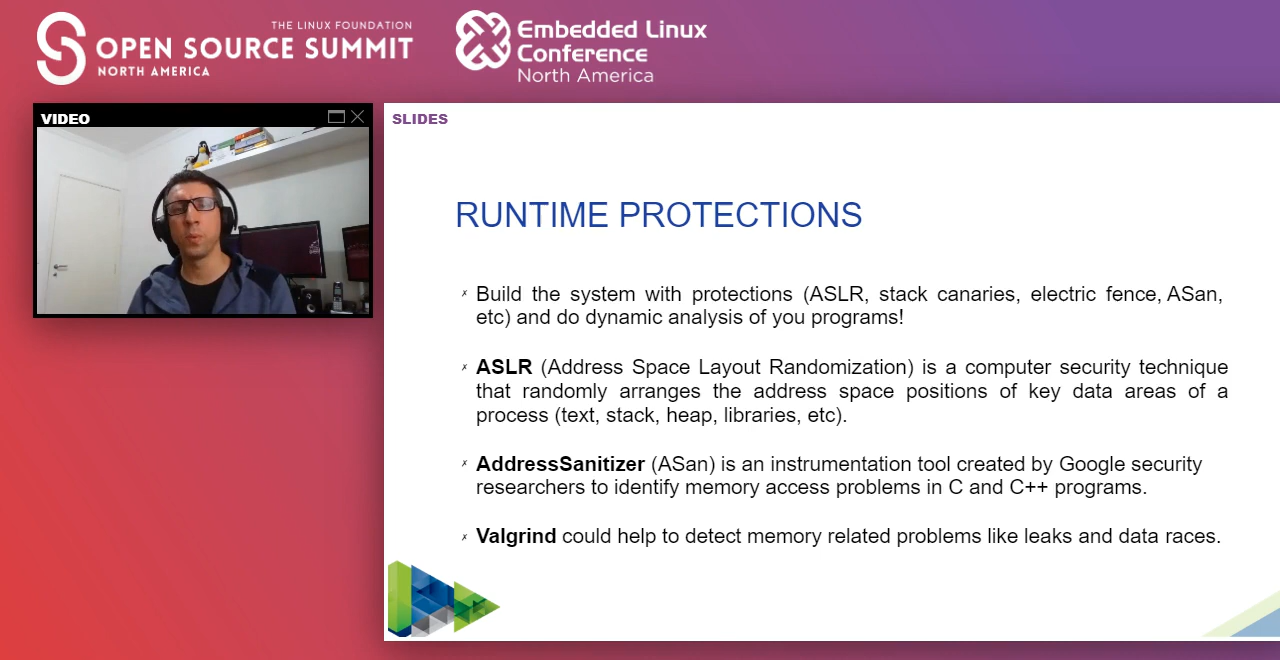 THE LINUX FOUNDATION
OPEN SOURCE SUMMIT
NORTH AMERICA
Embedded Linux
Conference
North America
VIDEO
SLIDES
RUNTIME PROTECTIONS
✗ Build the system with protections (ASLR, stack canaries, electric fence, ASan,
etc) and do dynamic analysis of you programs!
✗ ASLR (Address Space Layout Randomization) is a computer security technique
that randomly arranges the address space positions of key data areas of a
process (text, stack, heap, libraries, etc).
✗ AddressSanitizer (ASan) is an instrumentation tool created by Google security
researchers to identify memory access problems in C and C++ programs.
✗ Valgrind could help to detect memory related problems like leaks and data races.